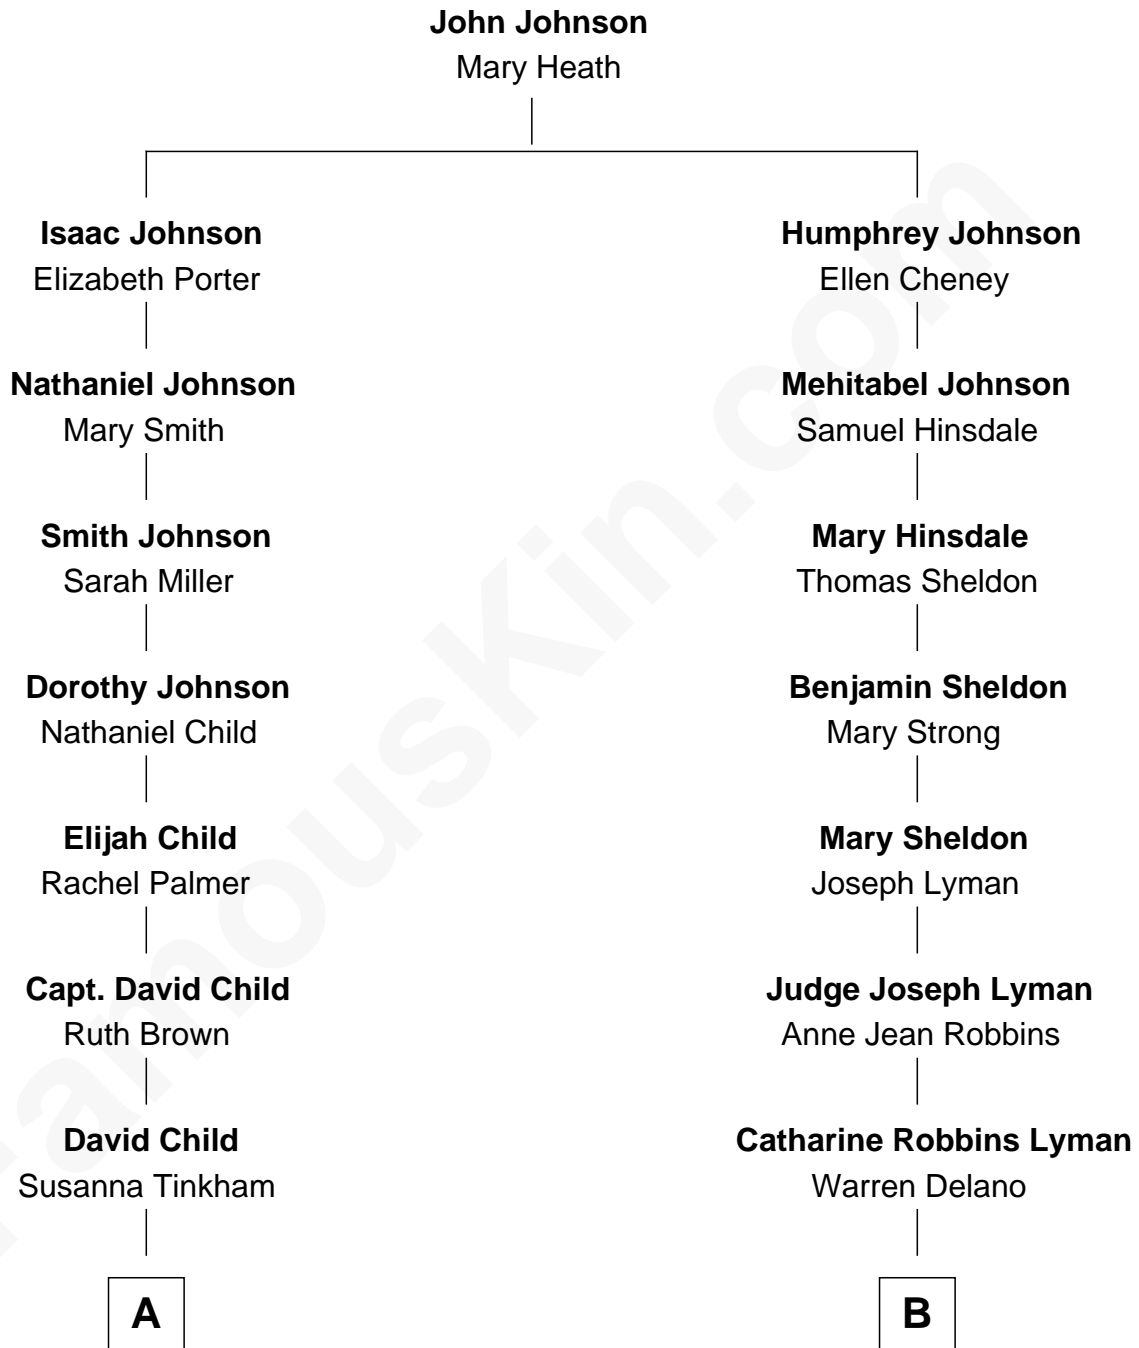 John Johnson
Mary Heath
Isaac Johnson
Elizabeth Porter
Humphrey Johnson
Ellen Cheney
Nathaniel Johnson
Mary Smith
Mehitabel Johnson
Samuel Hinsdale
Smith Johnson
Sarah Miller
Mary Hinsdale
Thomas Sheldon
Dorothy Johnson
Nathaniel Child
Benjamin Sheldon
Mary Strong
Elijah Child
Rachel Palmer
Mary Sheldon
Joseph Lyman
Capt. David Child
Ruth Brown
Judge Joseph Lyman
Anne Jean Robbins
David Child
Susanna Tinkham
Catharine Robbins Lyman
Warren Delano
A
B
FamousKin.com